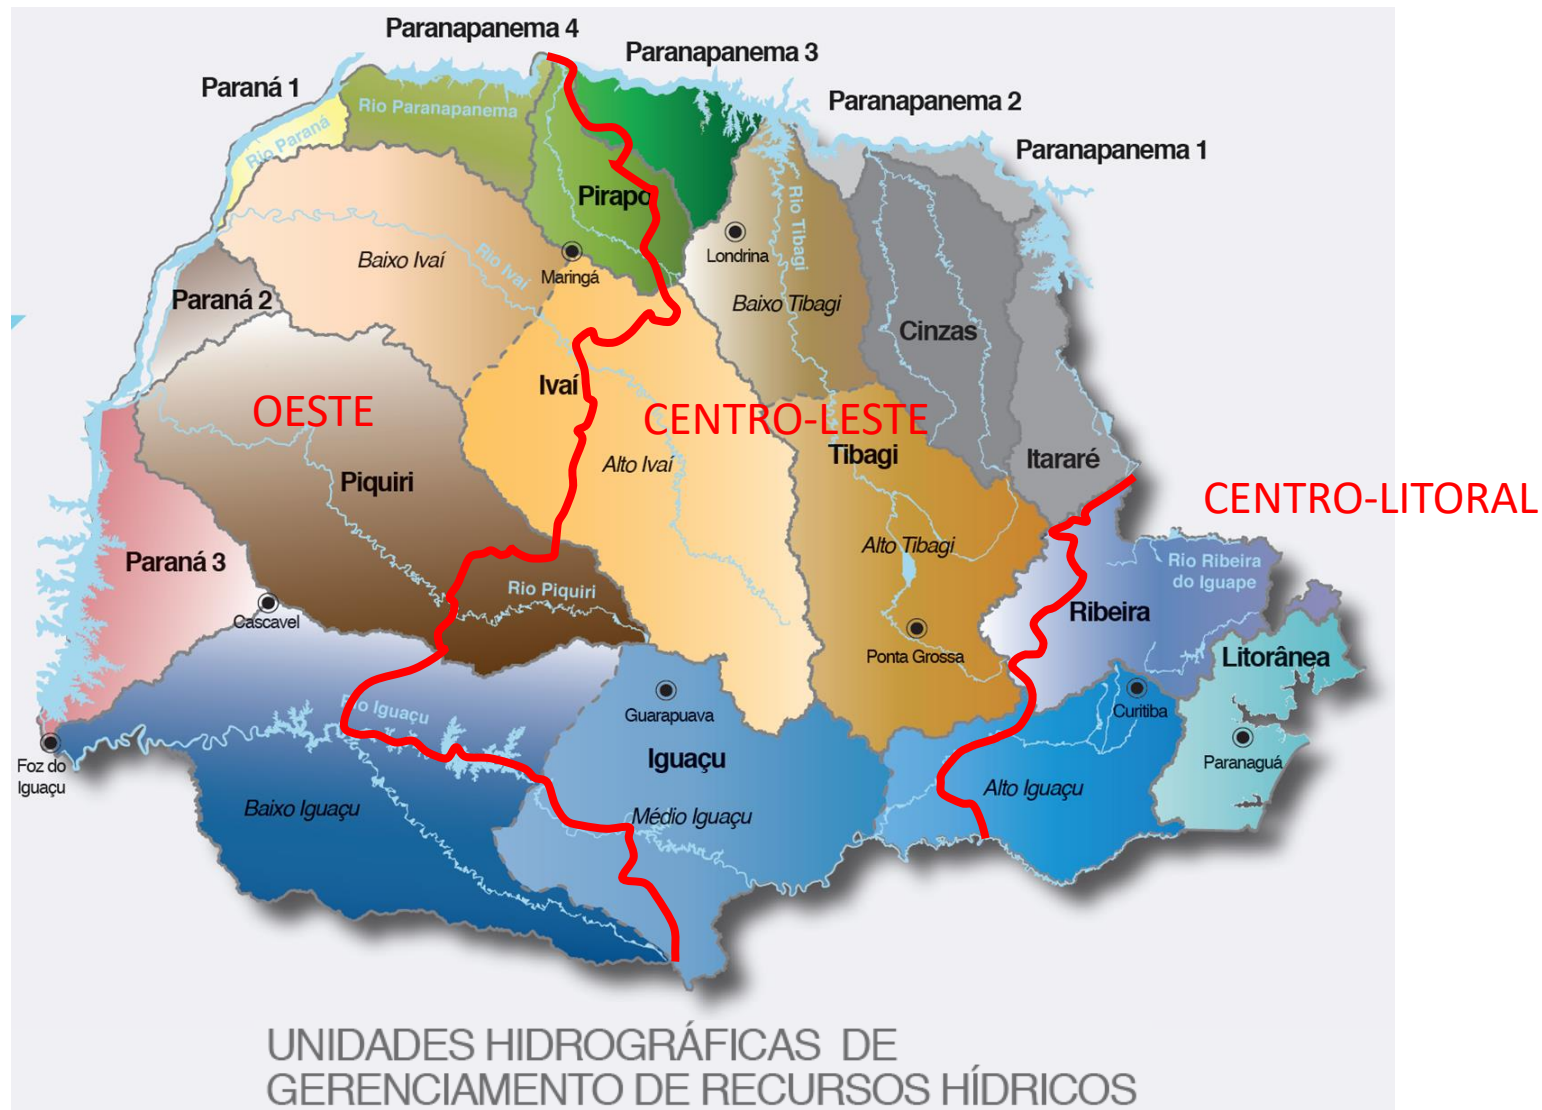 Paranapanema 4
Paranapanema 3
Paraná 1
Paranapanema 2
Rio Paranapanema
Rio Paraná
Paranapanema 1
Pirapo
Rio Tibagi
Londrina
Baixo Ivaí
Rio Ivaí
Maringá
Paraná 2
Baixo Tibagi
Cinzas
Ivaí
OESTE
CENTRO-LESTE
Tibagi
Alto Ivaí
Itararé
Piquiri
CENTRO-LITORAL
Alto Tibagi
Paraná 3
Rio Ribeira
do Iguape
Rio Piquiri
Cascavel
Ribeira
Ponta Grossa
Litorânea
Rio Iguaçu
Guarapuava
Curitiba
Foz do
Iguaçu
Iguaçu
Paranaguá
Alto Iguaçu
Baixo Iguaçu
Médio Iguaçu
UNIDADES HIDROGRÁFICAS DE
GERENCIAMENTO DE RECURSOS HÍDRICOS